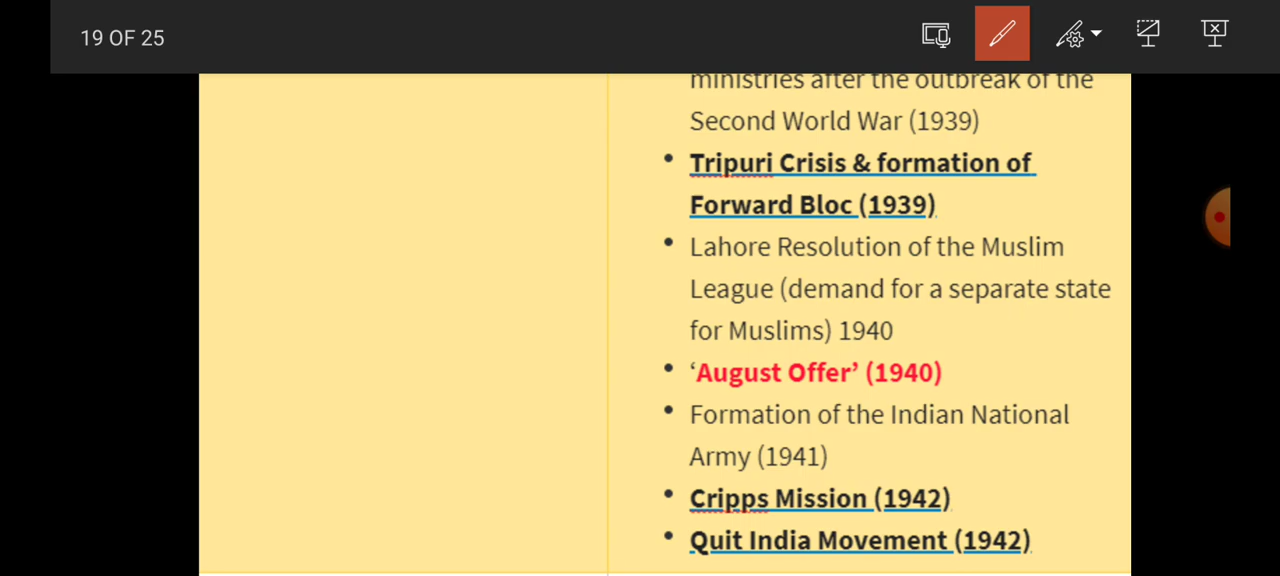 19 OF 25
ministries after the outbreak of the
Second World War (1939)
• Tripuri Crisis & formation of
Forward Bloc (1939)
• Lahore Resolution of the Muslim
League (demand for a separate state
for Muslims) 1940
• ‘August Offer’ (1940)
• Formation of the Indian National
Army (1941)
• Cripps Mission (1942)
• Quit India Movement (1942)